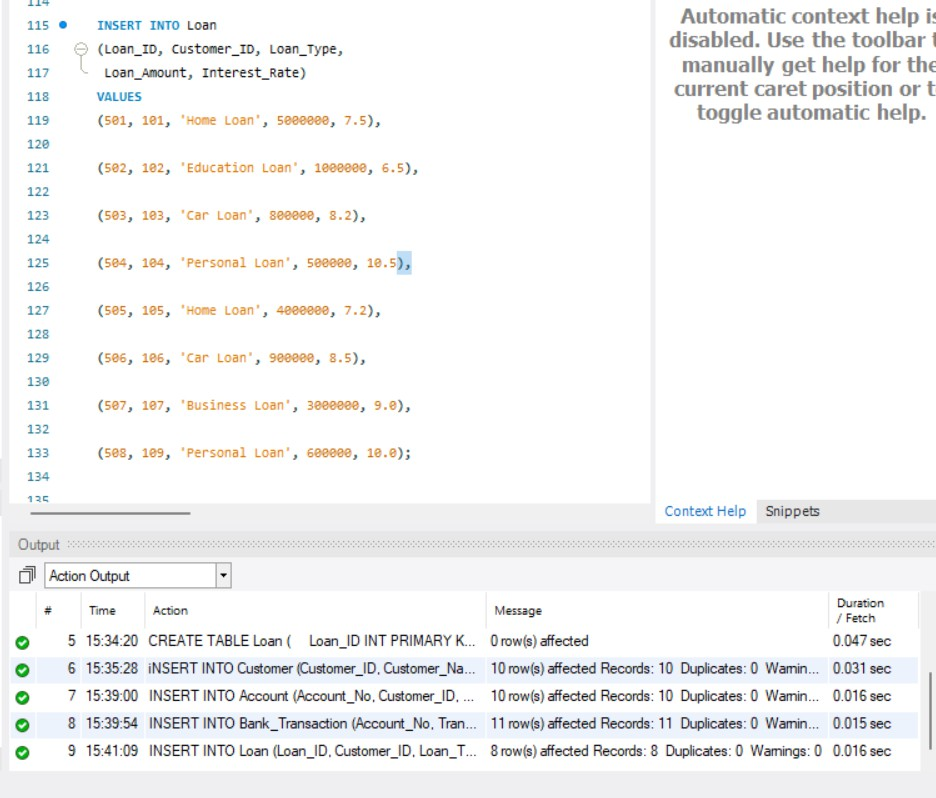 114
115 INSERT INTO Loan
116 (Loan_ID, Customer_ID, Loan_Type,
117 Loan_Amount, Interest_Rate)
118 VALUES
119 (501, 101, 'Home Loan', 5000000, 7.5),
120
121 (502, 102, 'Education Loan', 1000000, 6.5),
122
123 (503, 103, 'Car Loan', 800000, 8.2),
124
125 (504, 104, 'Personal Loan', 500000, 10.5),
126
127 (505, 105, 'Home Loan', 4000000, 7.2),
128
129 (506, 106, 'Car Loan', 900000, 8.5),
130
131 (507, 107, 'Business Loan', 3000000, 9.0),
132
133 (508, 109, 'Personal Loan', 600000, 10.0);
134
135
Automatic context help is
disabled. Use the toolbar t
manually get help for the
current caret position or t
toggle automatic help.
Context Help Snippets
Output
Action Output
# Time Action Message Duration / Fetch
5 15:34:20 CREATE TABLE Loan ( Loan_ID INT PRIMARY K... 0 row(s) affected 0.047 sec
6 15:35:28 iNSERT INTO Customer (Customer_ID, Customer_Na... 10 row(s) affected Records: 10 Duplicates: 0 Warnin... 0.031 sec
7 15:39:00 INSERT INTO Account (Account_No, Customer_ID, ... 10 row(s) affected Records: 10 Duplicates: 0 Warnin... 0.016 sec
8 15:39:54 INSERT INTO Bank_Transaction (Account_No, Tran... 11 row(s) affected Records: 11 Duplicates: 0 Warnin... 0.015 sec
9 15:41:09 INSERT INTO Loan (Loan_ID, Customer_ID, Loan_T... 8 row(s) affected Records: 8 Duplicates: 0 Warnings: 0 0.016 sec